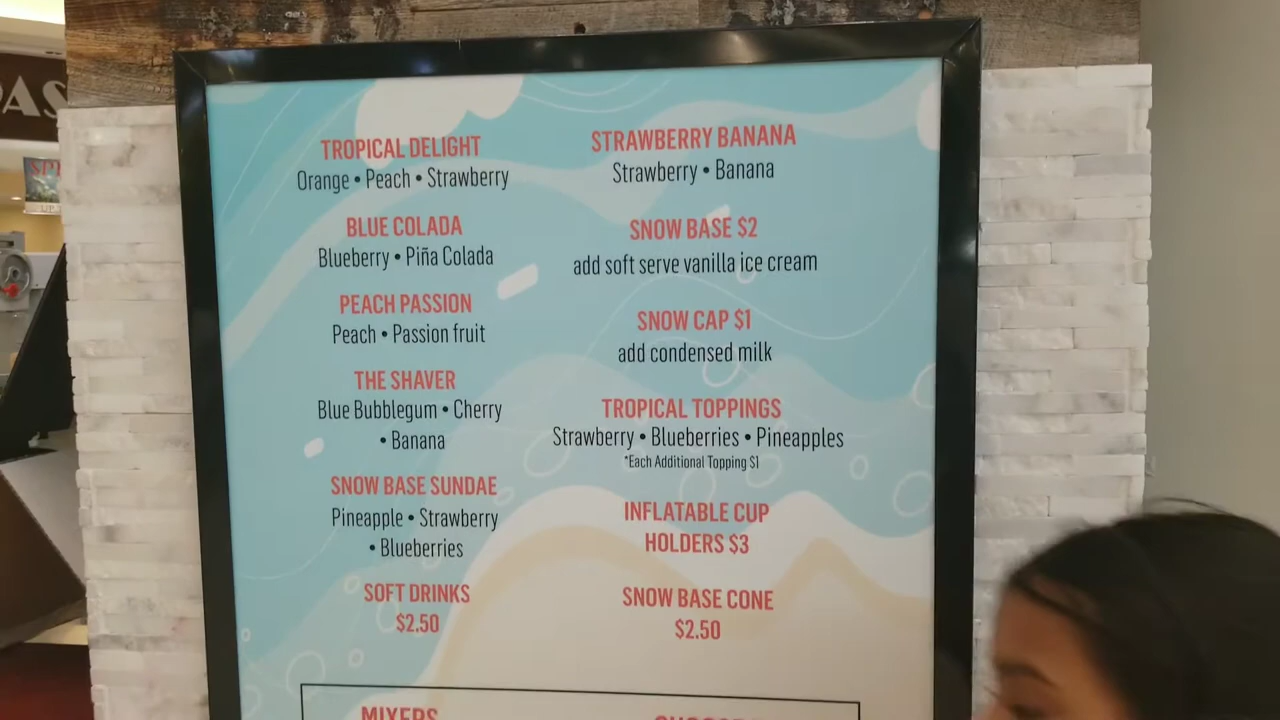 TROPICAL DELIGHT
Orange • Peach • Strawberry
BLUE COLADA
Blueberry • Piña Colada
PEACH PASSION
Peach • Passion fruit
THE SHAVER
Blue Bubblegum • Cherry
• Banana
SNOW BASE SUNDAE
Pineapple • Strawberry
• Blueberries
SOFT DRINKS
$2.50
STRAWBERRY BANANA
Strawberry • Banana
SNOW BASE $2
add soft serve vanilla ice cream
SNOW CAP $1
add condensed milk
TROPICAL TOPPINGS
Strawberry • Blueberries • Pineapples
*Each Additional Topping $1
INFLATABLE CUP
HOLDERS $3
SNOW BASE CONE
$2.50
MIXERS